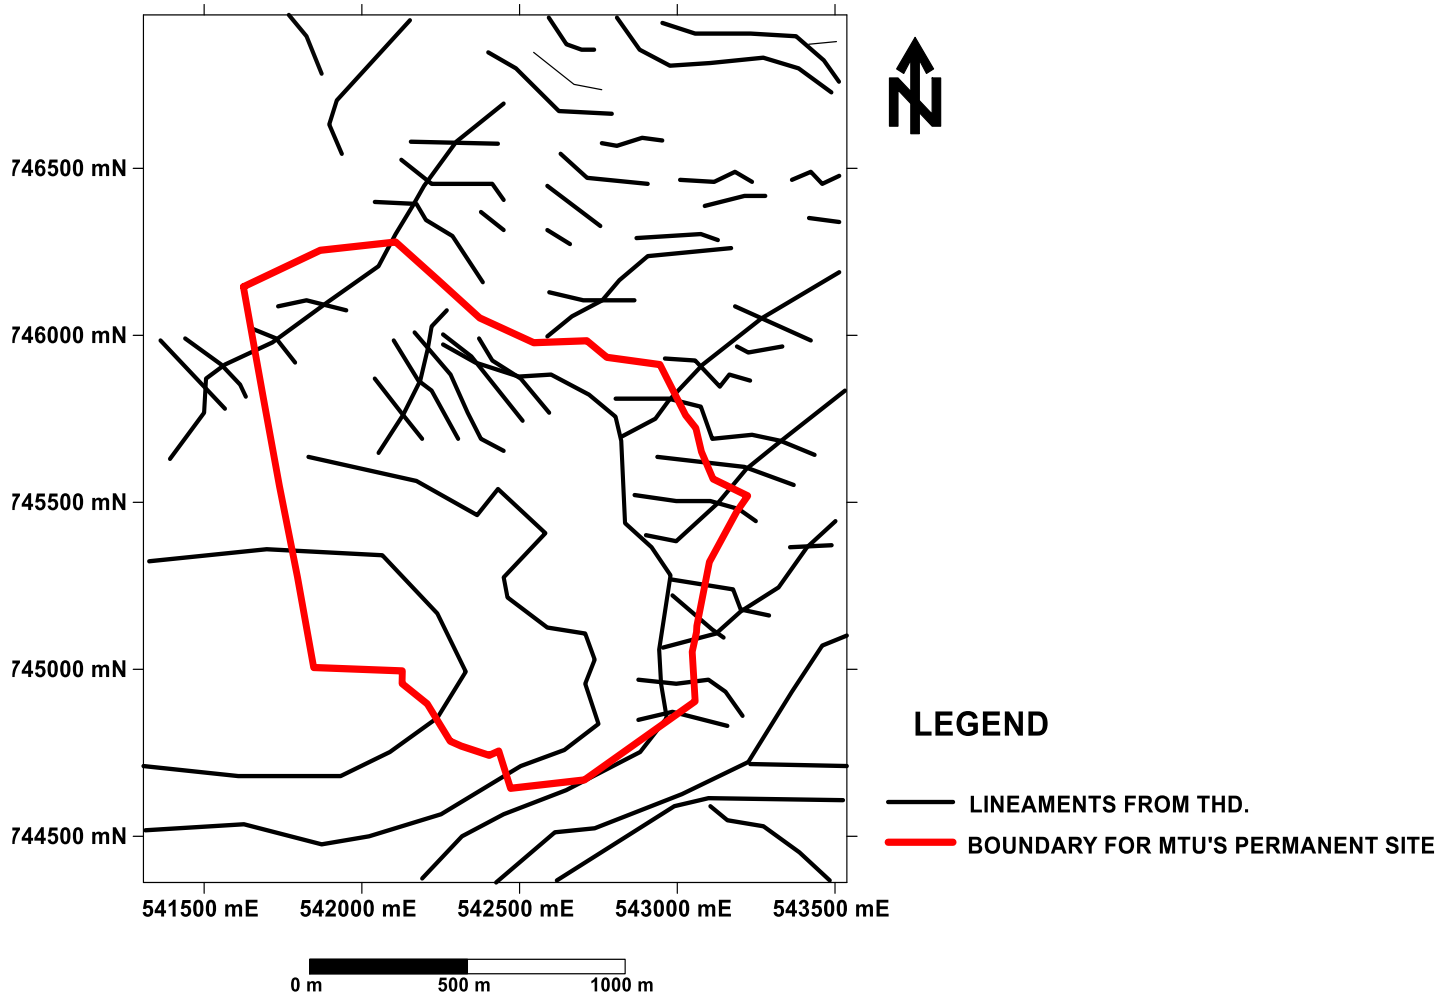 N
746500 mN
746000 mN
745500 mN
745000 mN
744500 mN
541500 mE 542000 mE 542500 mE 543000 mE 543500 mE
0 m 500 m 1000 m
LEGEND
LINEAMENTS FROM THD.
BOUNDARY FOR MTU'S PERMANENT SITE